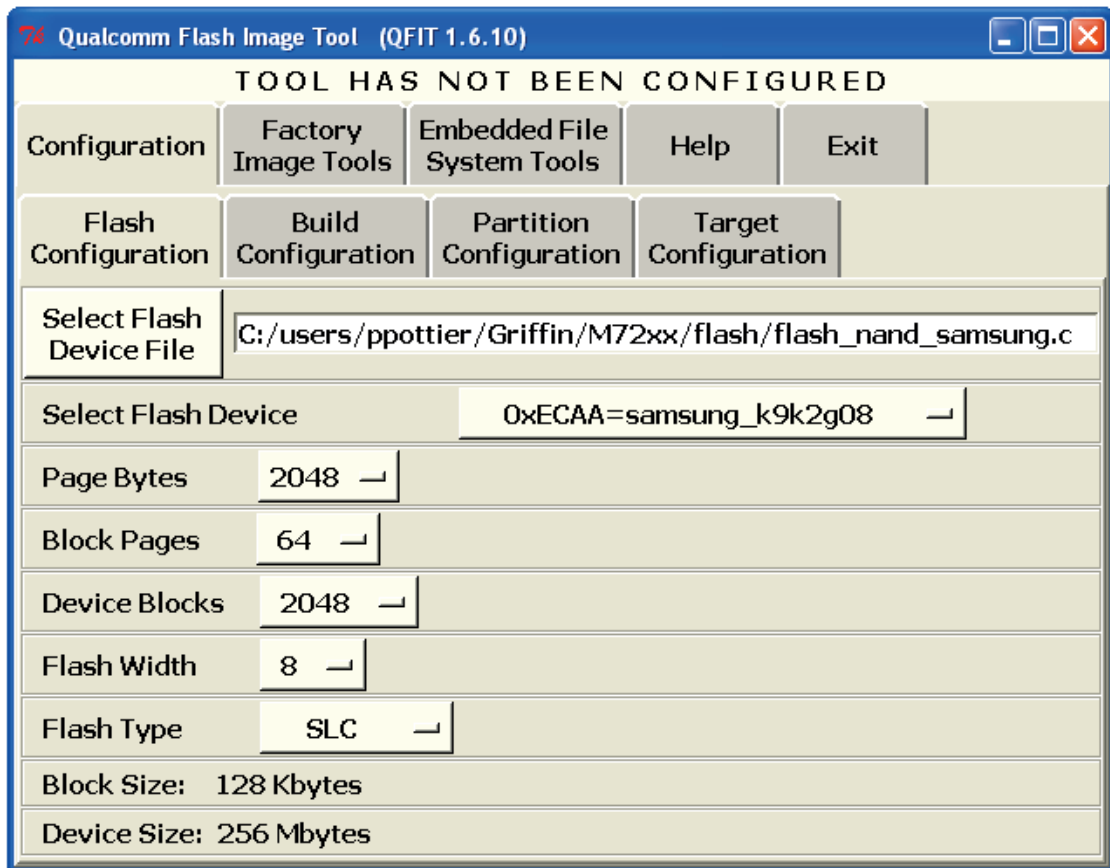 Qualcomm Flash Image Tool (QFIT 1.6.10)
TOOL HAS NOT BEEN CONFIGURED
Configuration
Factory
Image Tools
Embedded File
System Tools
Help
Exit
Flash
Configuration
Build
Configuration
Partition
Configuration
Target
Configuration
Select Flash
Device File
C:/users/ppottier/Griffin/M72xx/flash/flash_nand_samsung.c
Select Flash Device 0xECAA=samsung_k9k2g08
Page Bytes 2048
Block Pages 64
Device Blocks 2048
Flash Width 8
Flash Type SLC
Block Size: 128 Kbytes
Device Size: 256 Mbytes